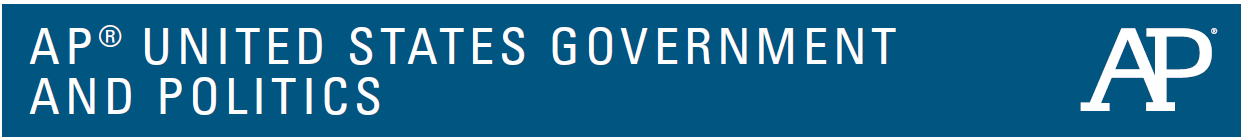 AP® UNITED STATES GOVERNMENT
AND POLITICS
AP®